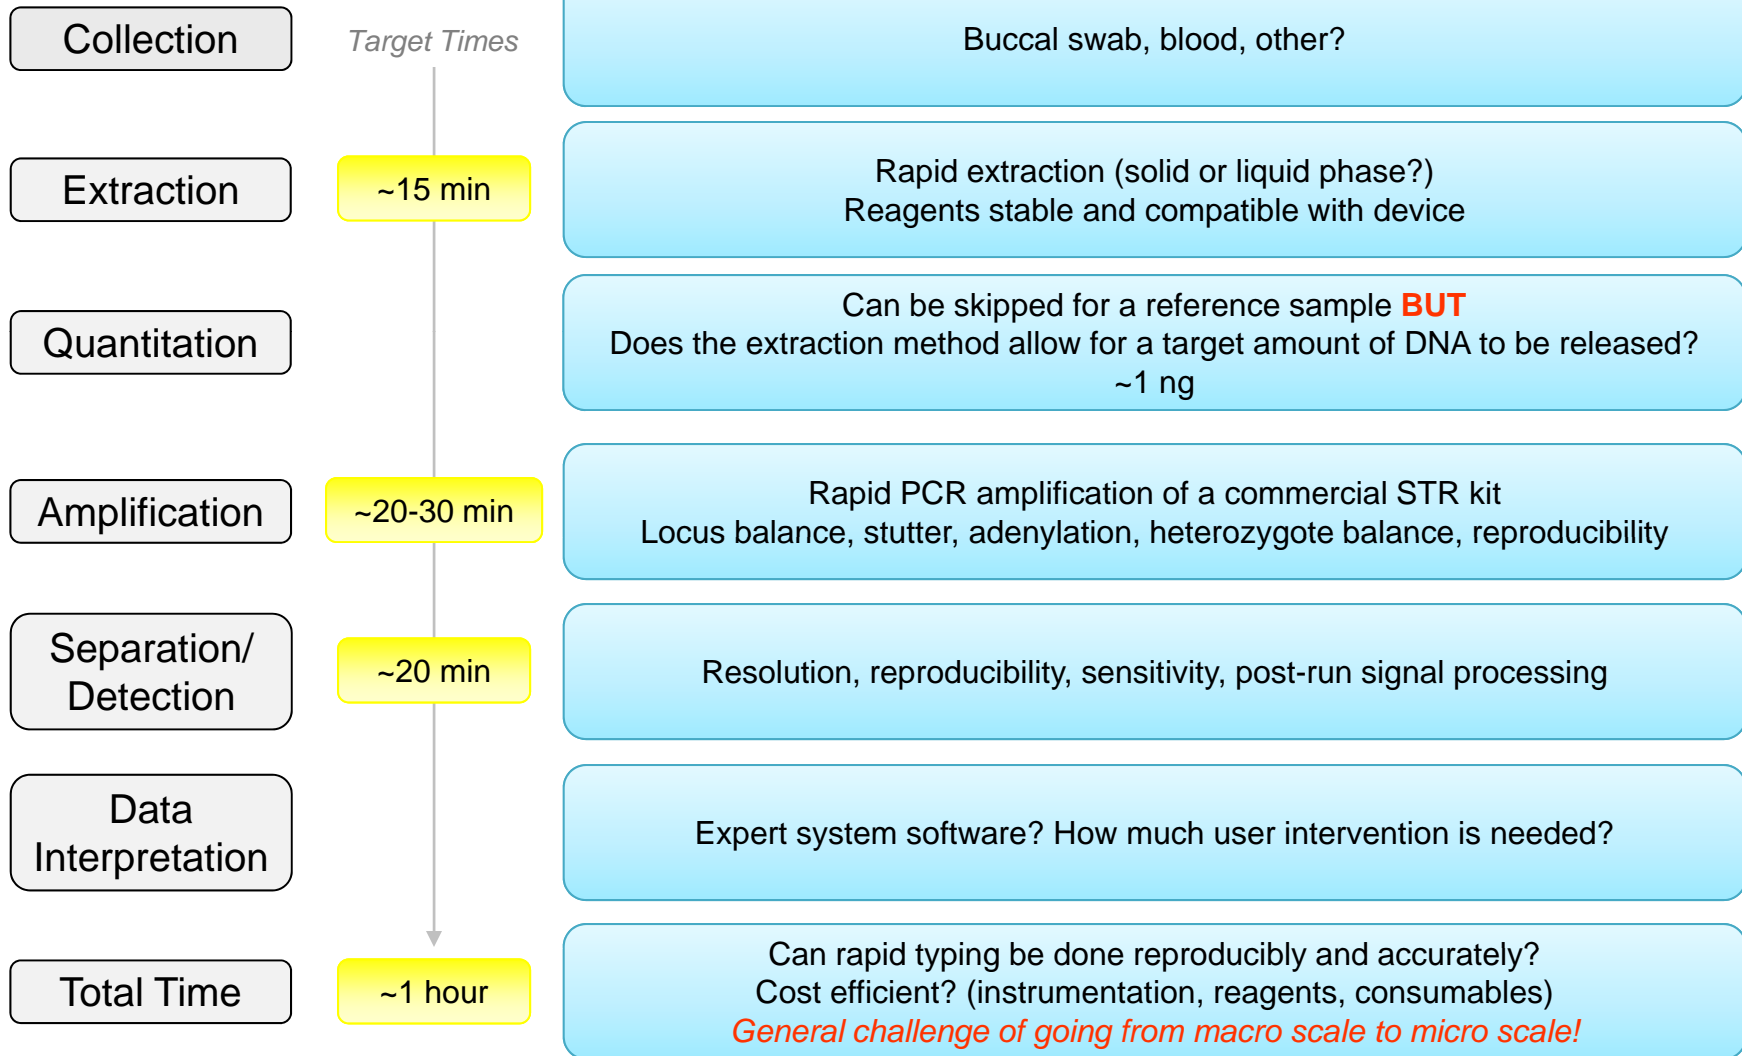 Collection
Target Times
Buccal swab, blood, other?
Extraction
~15 min
Rapid extraction (solid or liquid phase?)
Reagents stable and compatible with device
Quantitation
Can be skipped for a reference sample BUT
Does the extraction method allow for a target amount of DNA to be released?
~1 ng
Amplification
~20-30 min
Rapid PCR amplification of a commercial STR kit
Locus balance, stutter, adenylation, heterozygote balance, reproducibility
Separation/
Detection
~20 min
Resolution, reproducibility, sensitivity, post-run signal processing
Data
Interpretation
Expert system software? How much user intervention is needed?
Total Time
~1 hour
Can rapid typing be done reproducibly and accurately?
Cost efficient? (instrumentation, reagents, consumables)
General challenge of going from macro scale to micro scale!